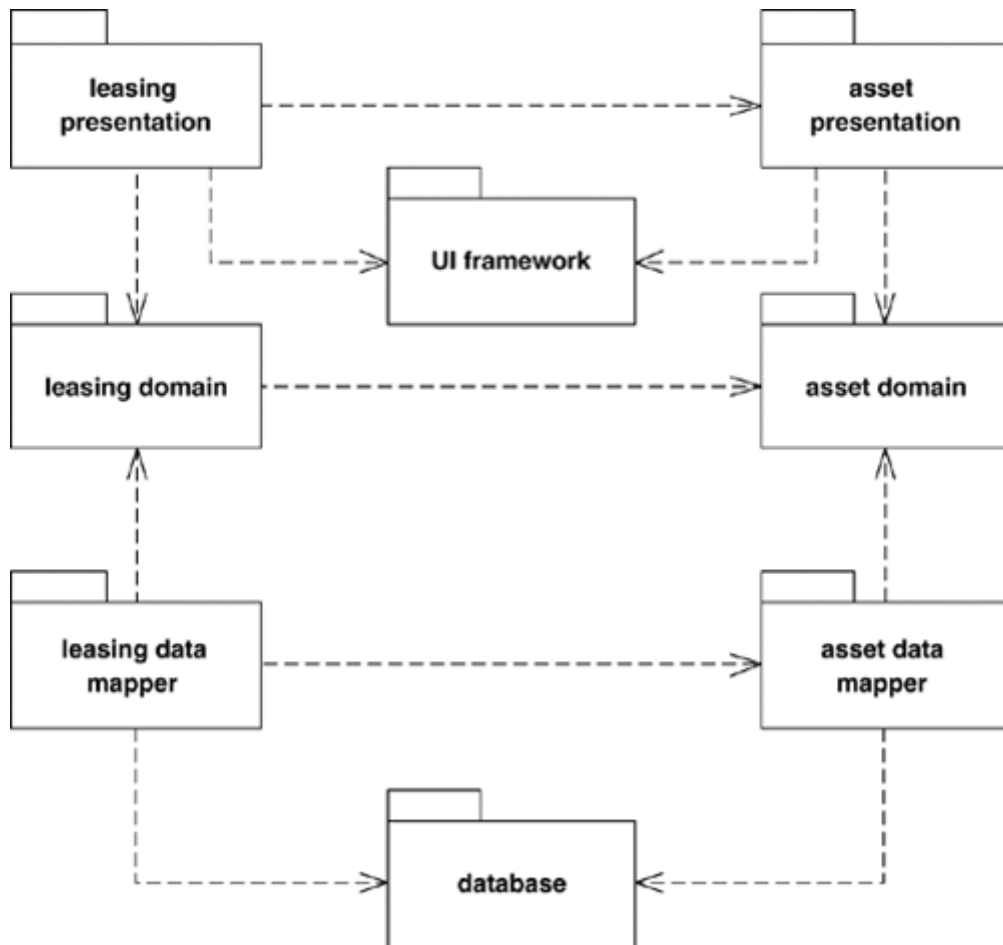 leasing
presentation
asset
presentation
UI framework
leasing domain
asset domain
leasing data
mapper
asset data
mapper
database